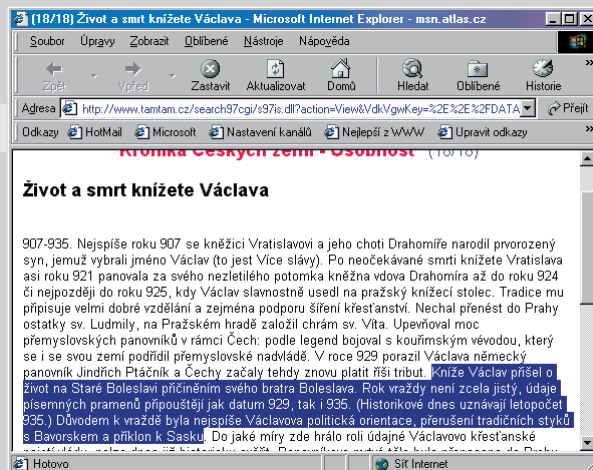 (18/18) Život a smrt knížete Václava - Microsoft Internet Explorer - msn.atlas.cz
Soubor Úpravy Zobrazit Oblíbené Nástroje Nápověda
Zpět Vpřed Zastavit Aktualizovat Domů Hledat Oblíbené Historie »
Adresa http://www.tamtam.cz/search97cgi/s97is.dll?action=View&VdkVgwKey=%2E%2E%2FDATA Přejít
Odkazy HotMail Microsoft Nastavení kanálů Nejlepší z WWW Upravit odkazy »
Kronika Českých zemí - Osobnost (18/18)
Život a smrt knížete Václava
907-935. Nejspíše roku 907 se kněžici Vratislavovi a jeho choti Drahomíře narodil prvorozený
syn, jemuž vybrali jméno Václav (to jest Více slávy). Po neočekávané smrti knížete Vratislava
asi roku 921 panovala za svého nezletilého potomka kněžna vdova Drahomíra až do roku 924
či nejpozději do roku 925, kdy Václav slavnostně usedl na pražský knížecí stolec. Tradice mu
připisuje velmi dobré vzdělání a zejména podporu šíření křesťanství. Nechal přenést do Prahy
ostatky sv. Ludmily, na Pražském hradě založil chrám sv. Víta. Upevňoval moc
přemyslovských panovníků v rámci Čech: podle legend bojoval s kouřimským vévodou, který
se i se svou zemí podřídil přemyslovské nadvládě. V roce 929 porazil Václava německý
panovník Jindřich Ptáčník a Čechy začaly tehdy znovu platit říši tribut. Kníže Václav přišel o
život na Staré Boleslavi přičiněním svého bratra Boleslava. Rok vraždy není zcela jistý, údaje
písemných pramenů připouštějí jak datum 929, tak i 935. (Historikové dnes uznávají letopočet
935.) Důvodem k vraždě byla nejspíše Václavova politická orientace, přerušení tradičních styků
s Bavorskem a příklon k Sasku. Do jaké míry zde hrálo roli údajné Václavovo křesťanské
Hotovo Síť Internet